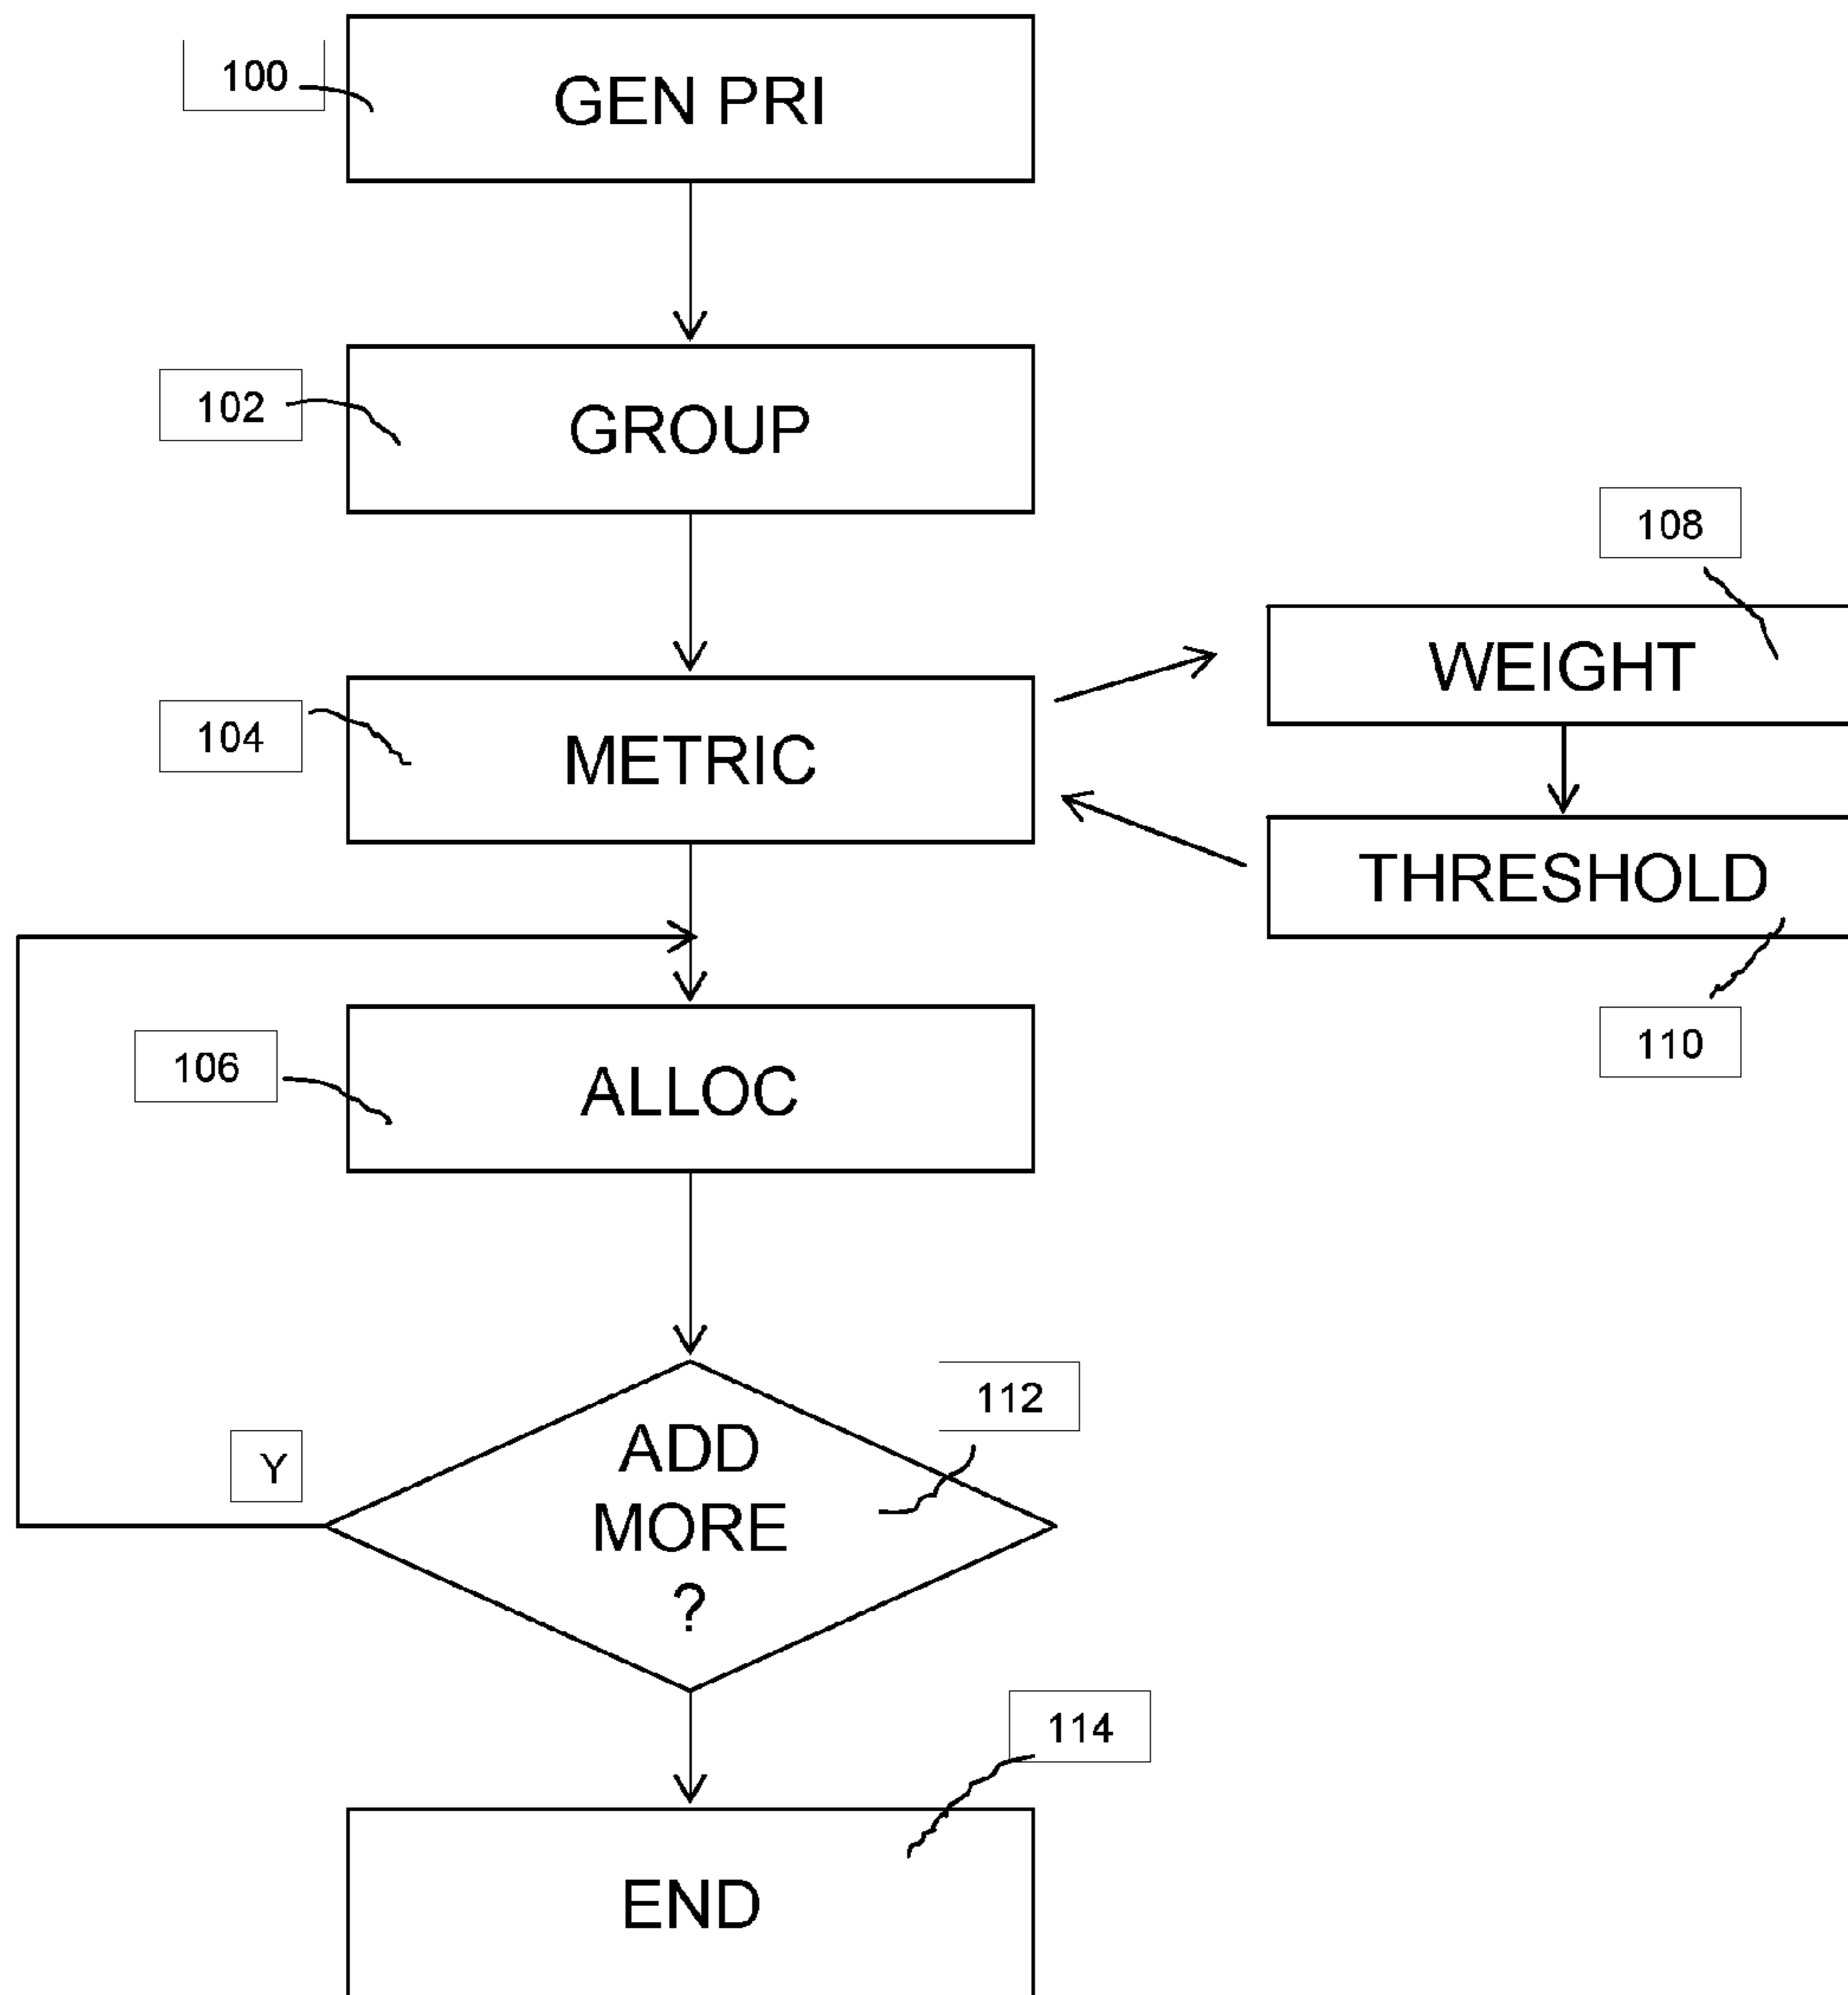 100
GEN PRI
102
GROUP
108
WEIGHT
104
METRIC
THRESHOLD
110
106
ALLOC
112
Y
ADD
MORE
?
114
END